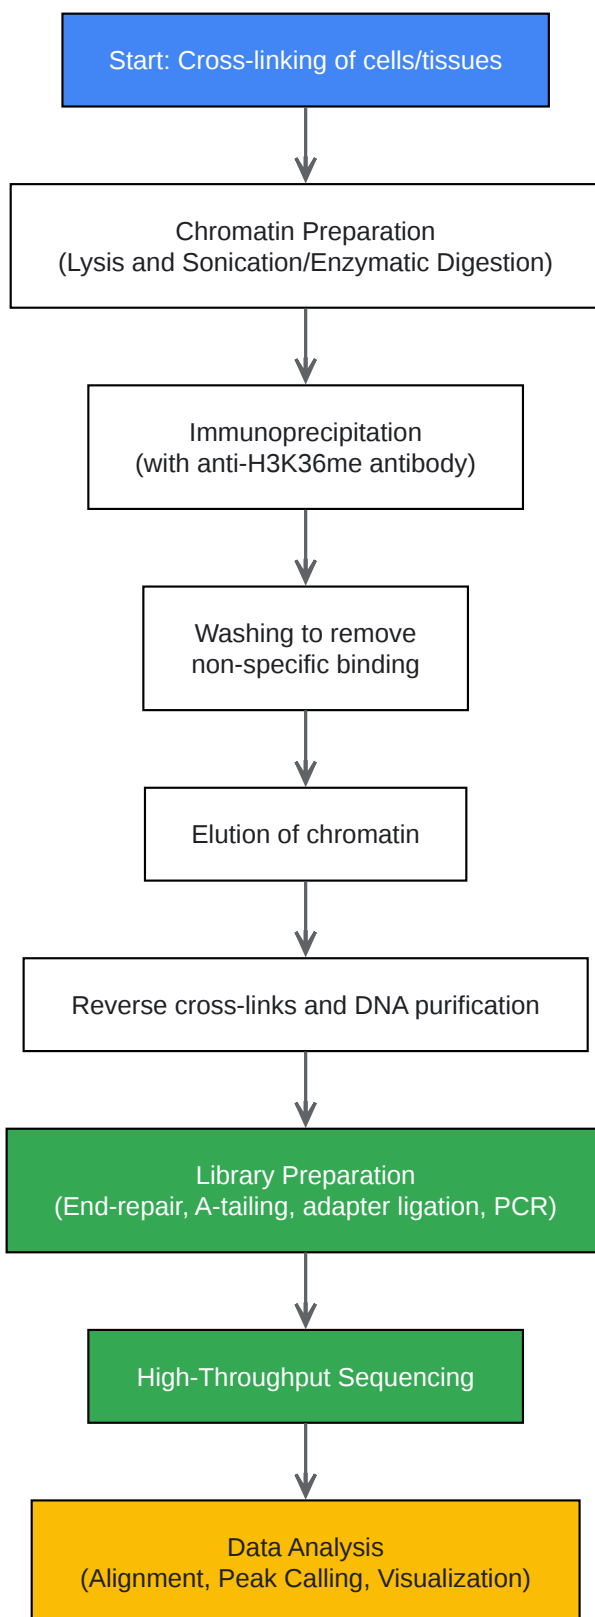 Start: Cross-linking of cells/tissues
Chromatin Preparation
(Lysis and Sonication/Enzymatic Digestion)
Immunoprecipitation
(with anti-H3K36me antibody)
Washing to remove
non-specific binding
Elution of chromatin
Reverse cross-links and DNA purification
Library Preparation
(End-repair, A-tailing, adapter ligation, PCR)
High-Throughput Sequencing
Data Analysis
(Alignment, Peak Calling, Visualization)